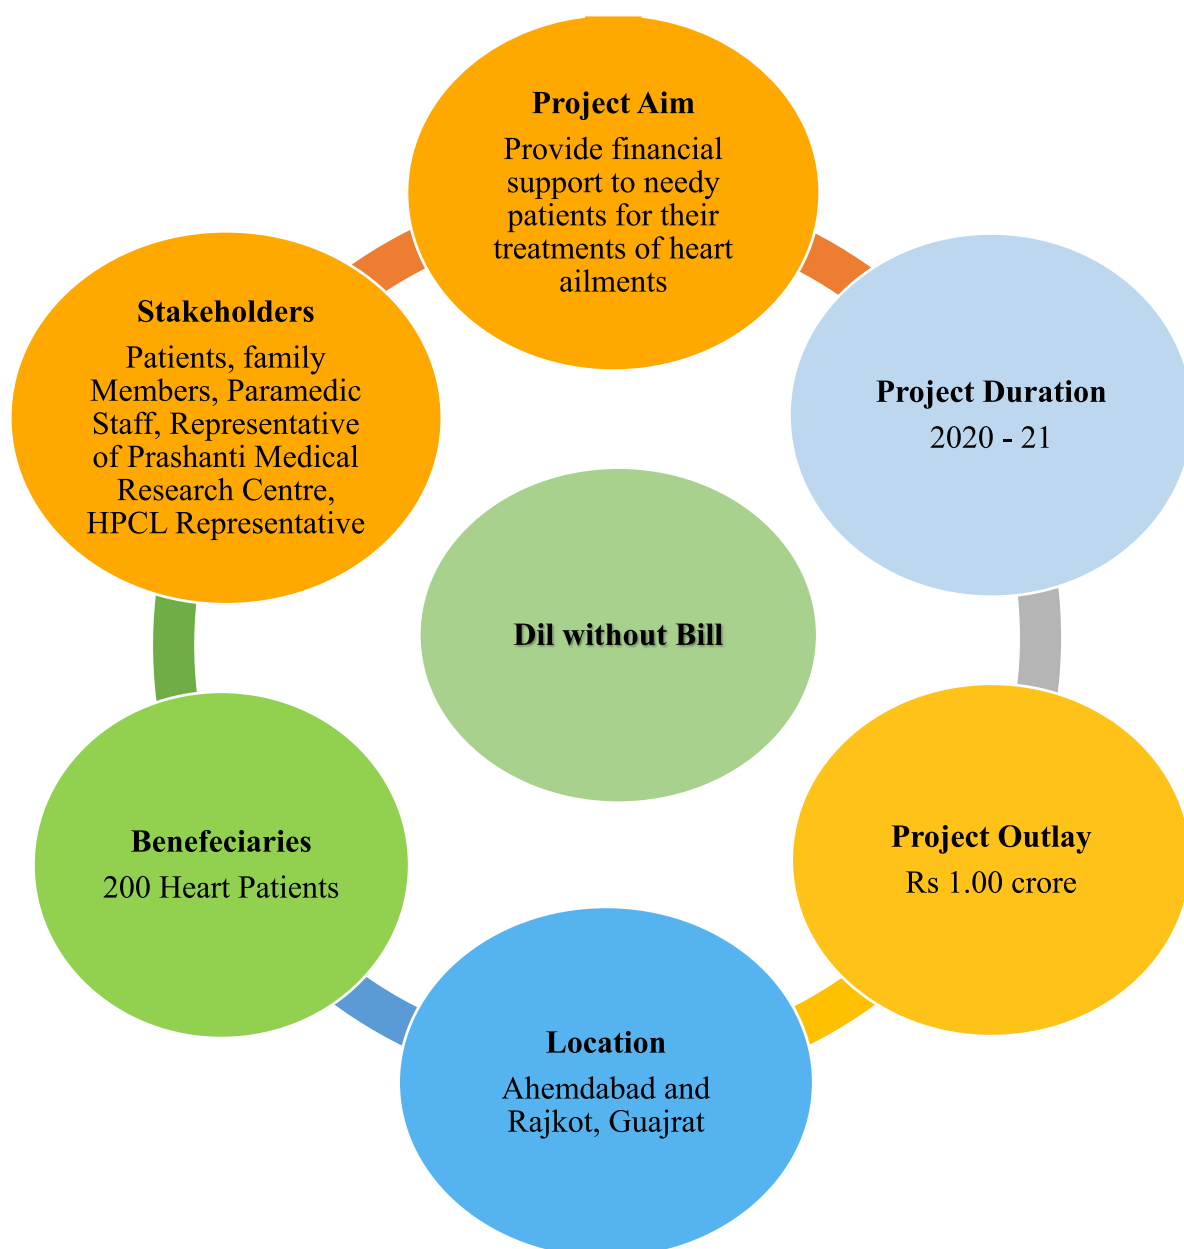 Project Aim
Provide financial
support to needy
patients for their
treatments of heart
ailments
Project Duration
2020 - 21
Project Outlay
Rs 1.00 crore
Location
Ahemdabad and
Rajkot, Guajrat
Benefeciaries
200 Heart Patients
Stakeholders
Patients, family
Members, Paramedic
Staff, Representative
of Prashanti Medical
Research Centre,
HPCL Representative
Dil without Bill